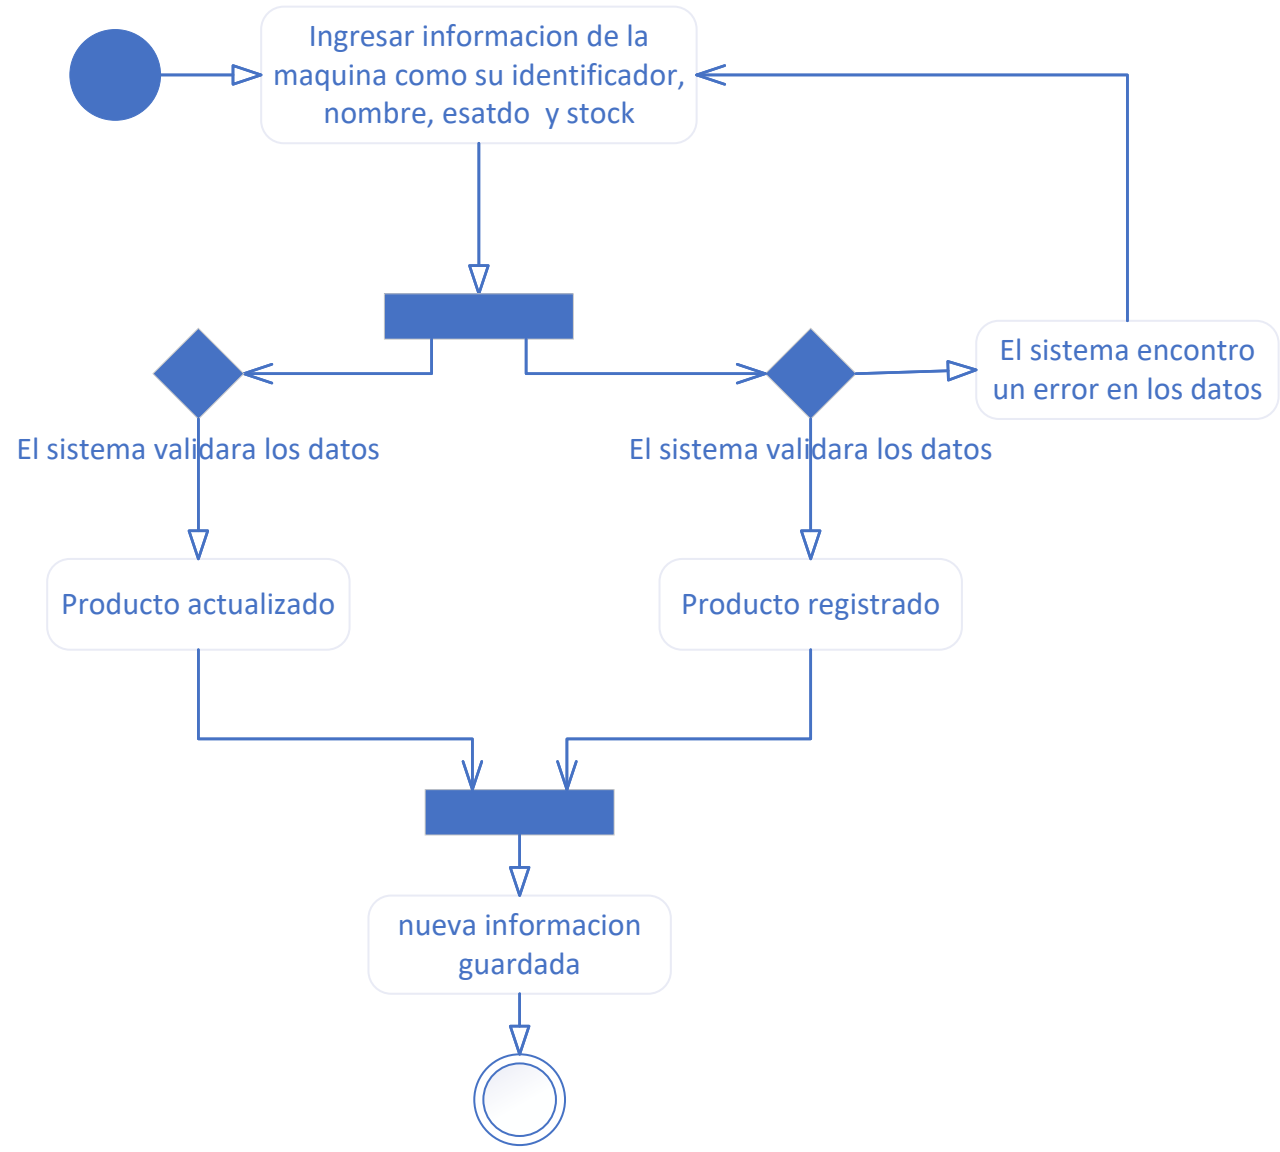 Ingresar informacion de la
maquina como su identificador,
nombre, esatdo  y stock
El sistema encontro
un error en los datos
El sistema validara los datos
El sistema validara los datos
Producto actualizado
Producto registrado
nueva informacion
guardada